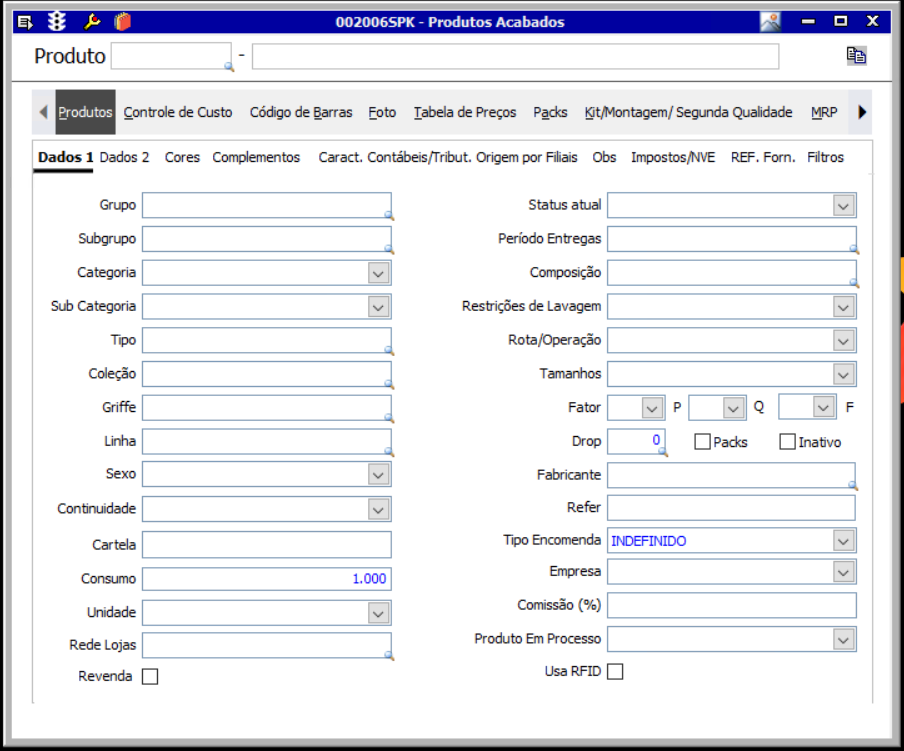 002006SPK - Produtos Acabados
Produto -
Produtos Controle de Custo Código de Barras Foto Tabela de Preços Packs Kit/Montagem/ Segunda Qualidade MRP
Dados 1 Dados 2 Cores Complementos Caract. Contábeis/Tribut. Origem por Filiais Obs Impostos/NVE REF. Forn. Filtros
Grupo Status atual
Subgrupo Período Entregas
Categoria Composição
Sub Categoria Restrições de Lavagem
Tipo Rota/Operação
Coleção Tamanhos
Griffe Fator P Q F
Linha Drop 0 Packs Inativo
Sexo Fabricante
Continuidade Refer
Cartela Tipo Encomenda INDEFINIDO
Consumo 1.000 Empresa
Unidade Comissão (%)
Rede Lojas Produto Em Processo
Revenda Usa RFID